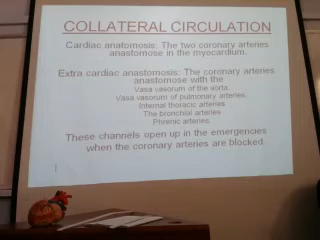 COLLATERAL CIRCULATION
Cardiac anatomosis: The two coronary arteries
anastomose in the myocardium.
Extra cardiac anastomosis: The coronary arteries
anastomose with the
Vasa vasorum of the aorta.
Vasa vasorum of pulmonary arteries.
Internal thoracic arteries
The bronchial arteries
Phrenic arteries.
These channels open up in the emergencies
when the coronary arteries are blocked